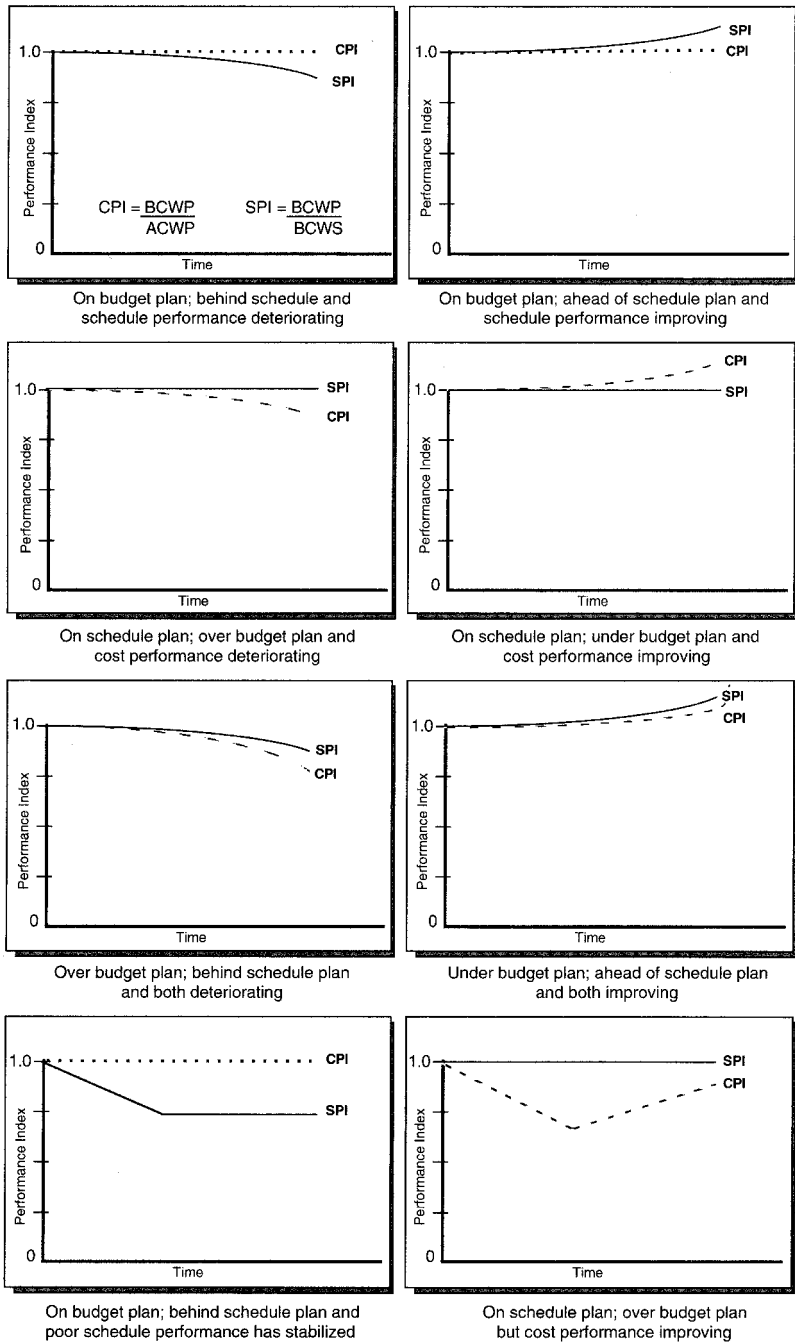 1.0
CPI
SPI
Performance Index
CPI = BCWP
ACWP
SPI = BCWP
BCWS
0
Time
On budget plan; behind schedule and
schedule performance deteriorating
SPI
1.0
CPI
Performance Index
0
Time
On budget plan; ahead of schedule plan and
schedule performance improving
1.0
SPI
CPI
Performance Index
0
Time
On schedule plan; over budget plan and
cost performance deteriorating
CPI
1.0
SPI
Performance Index
0
Time
On schedule plan; under budget plan and
cost performance improving
1.0
SPI
CPI
Performance Index
0
Time
Over budget plan; behind schedule plan
and both deteriorating
SPI
1.0
CPI
Performance Index
0
Time
Under budget plan; ahead of schedule plan
and both improving
1.0
CPI
SPI
Performance Index
0
Time
On budget plan; behind schedule plan and
poor schedule performance has stabilized
1.0
SPI
CPI
Performance Index
0
Time
On schedule plan; over budget plan
but cost performance improving